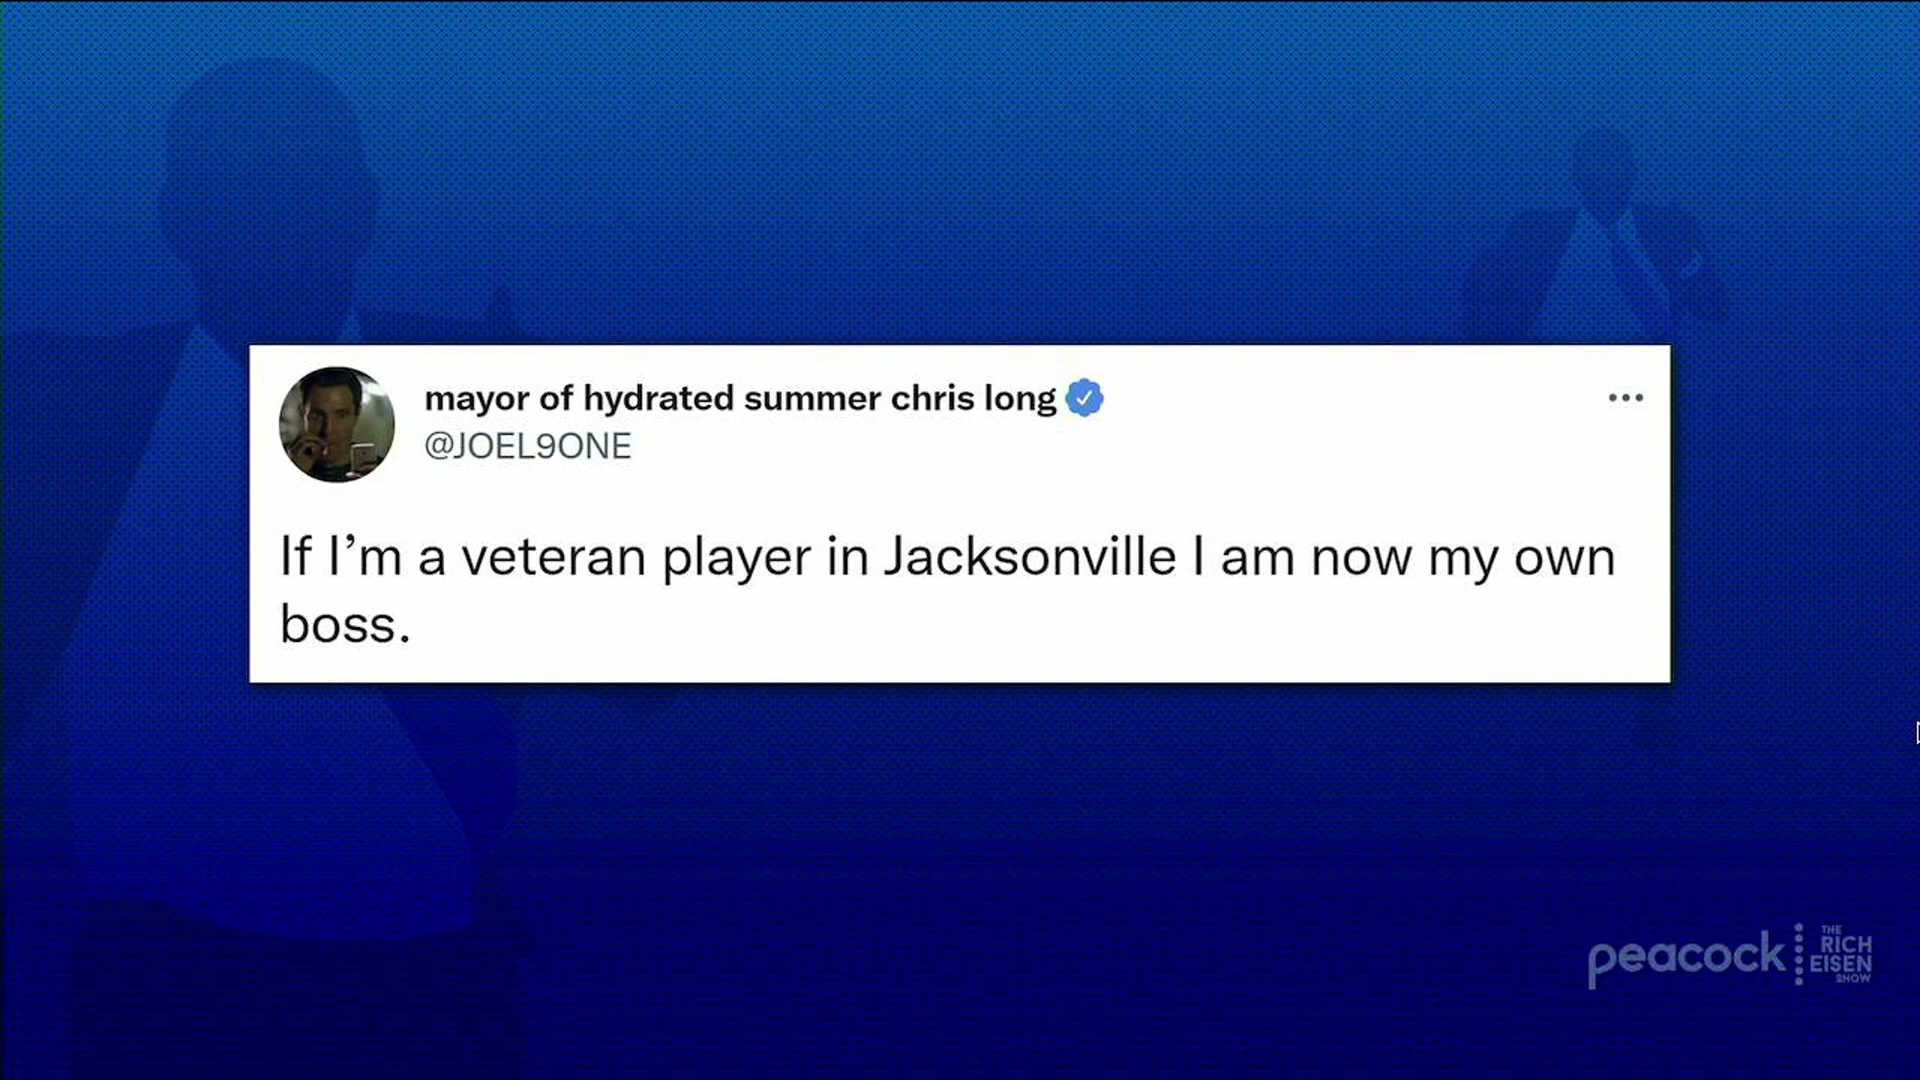 mayor of hydrated summer chris long
@JOEL9ONE
If I'm a veteran player in Jacksonville I am now my own
boss.
peacock
THE
RICH
EISEN
SHOW